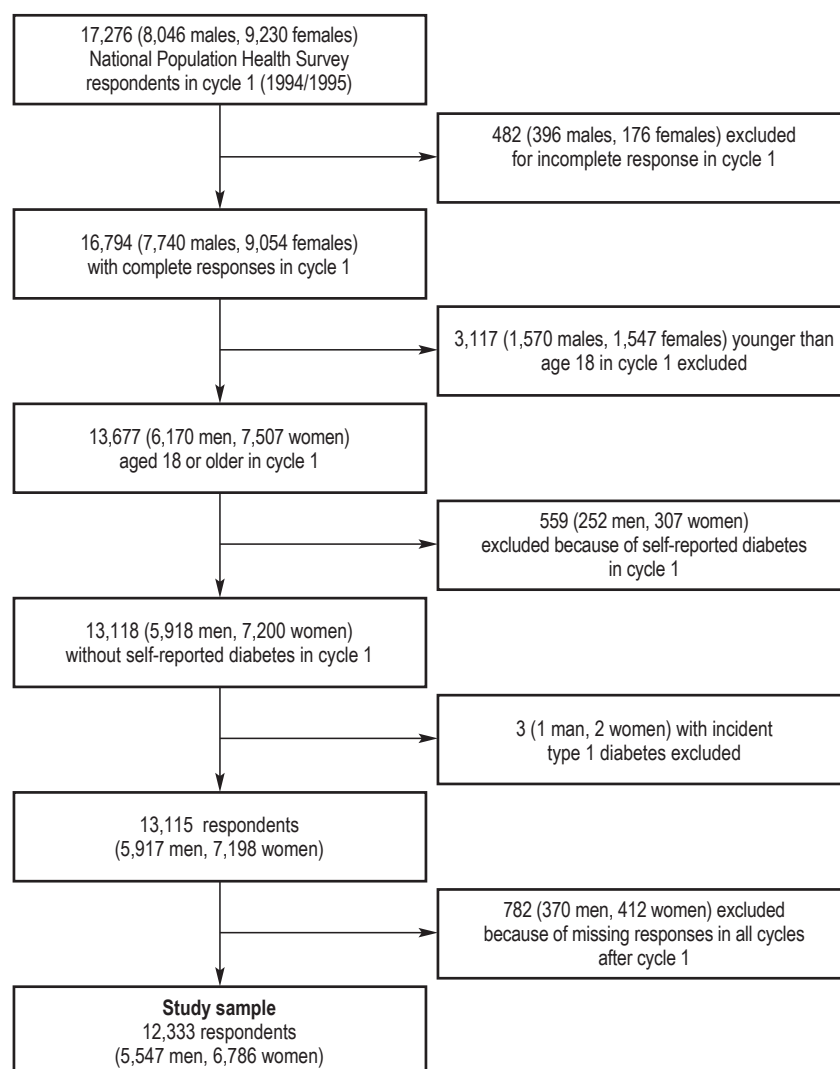 17,276 (8,046 males, 9,230 females)
National Population Health Survey
respondents in cycle 1 (1994/1995)
482 (396 males, 176 females) excluded
for incomplete response in cycle 1
16,794 (7,740 males, 9,054 females)
with complete responses in cycle 1
3,117 (1,570 males, 1,547 females) younger than
age 18 in cycle 1 excluded
13,677 (6,170 men, 7,507 women)
aged 18 or older in cycle 1
559 (252 men, 307 women)
excluded because of self-reported diabetes
in cycle 1
13,118 (5,918 men, 7,200 women)
without self-reported diabetes in cycle 1
3 (1 man, 2 women) with incident
type 1 diabetes excluded
13,115 respondents
(5,917 men, 7,198 women)
782 (370 men, 412 women) excluded
because of missing responses in all cycles
after cycle 1
Study sample
12,333 respondents
(5,547 men, 6,786 women)